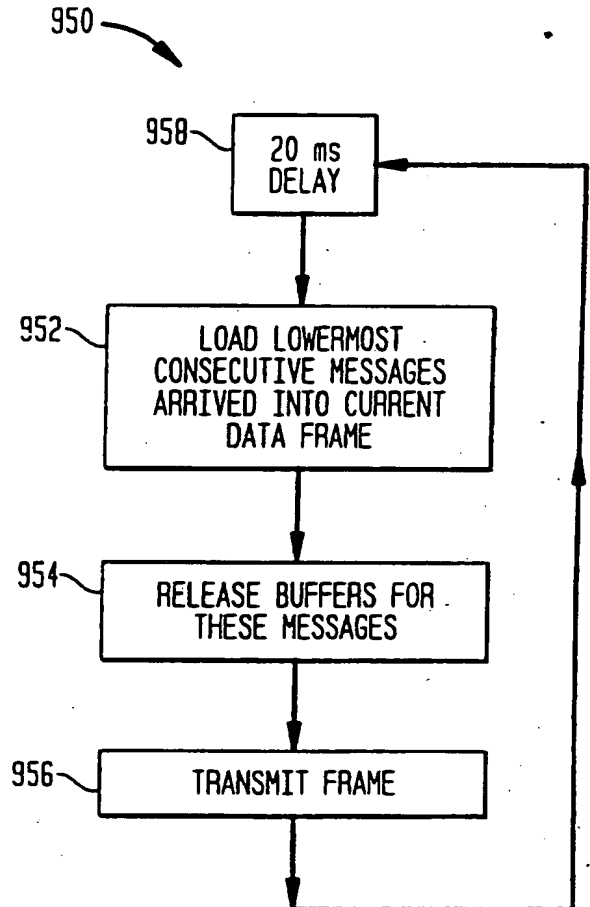 950
958
20 ms
DELAY
952
LOAD LOWERMOST
CONSECUTIVE MESSAGES
ARRIVED INTO CURRENT
DATA FRAME
954
RELEASE BUFFERS FOR
THESE MESSAGES
956
TRANSMIT FRAME